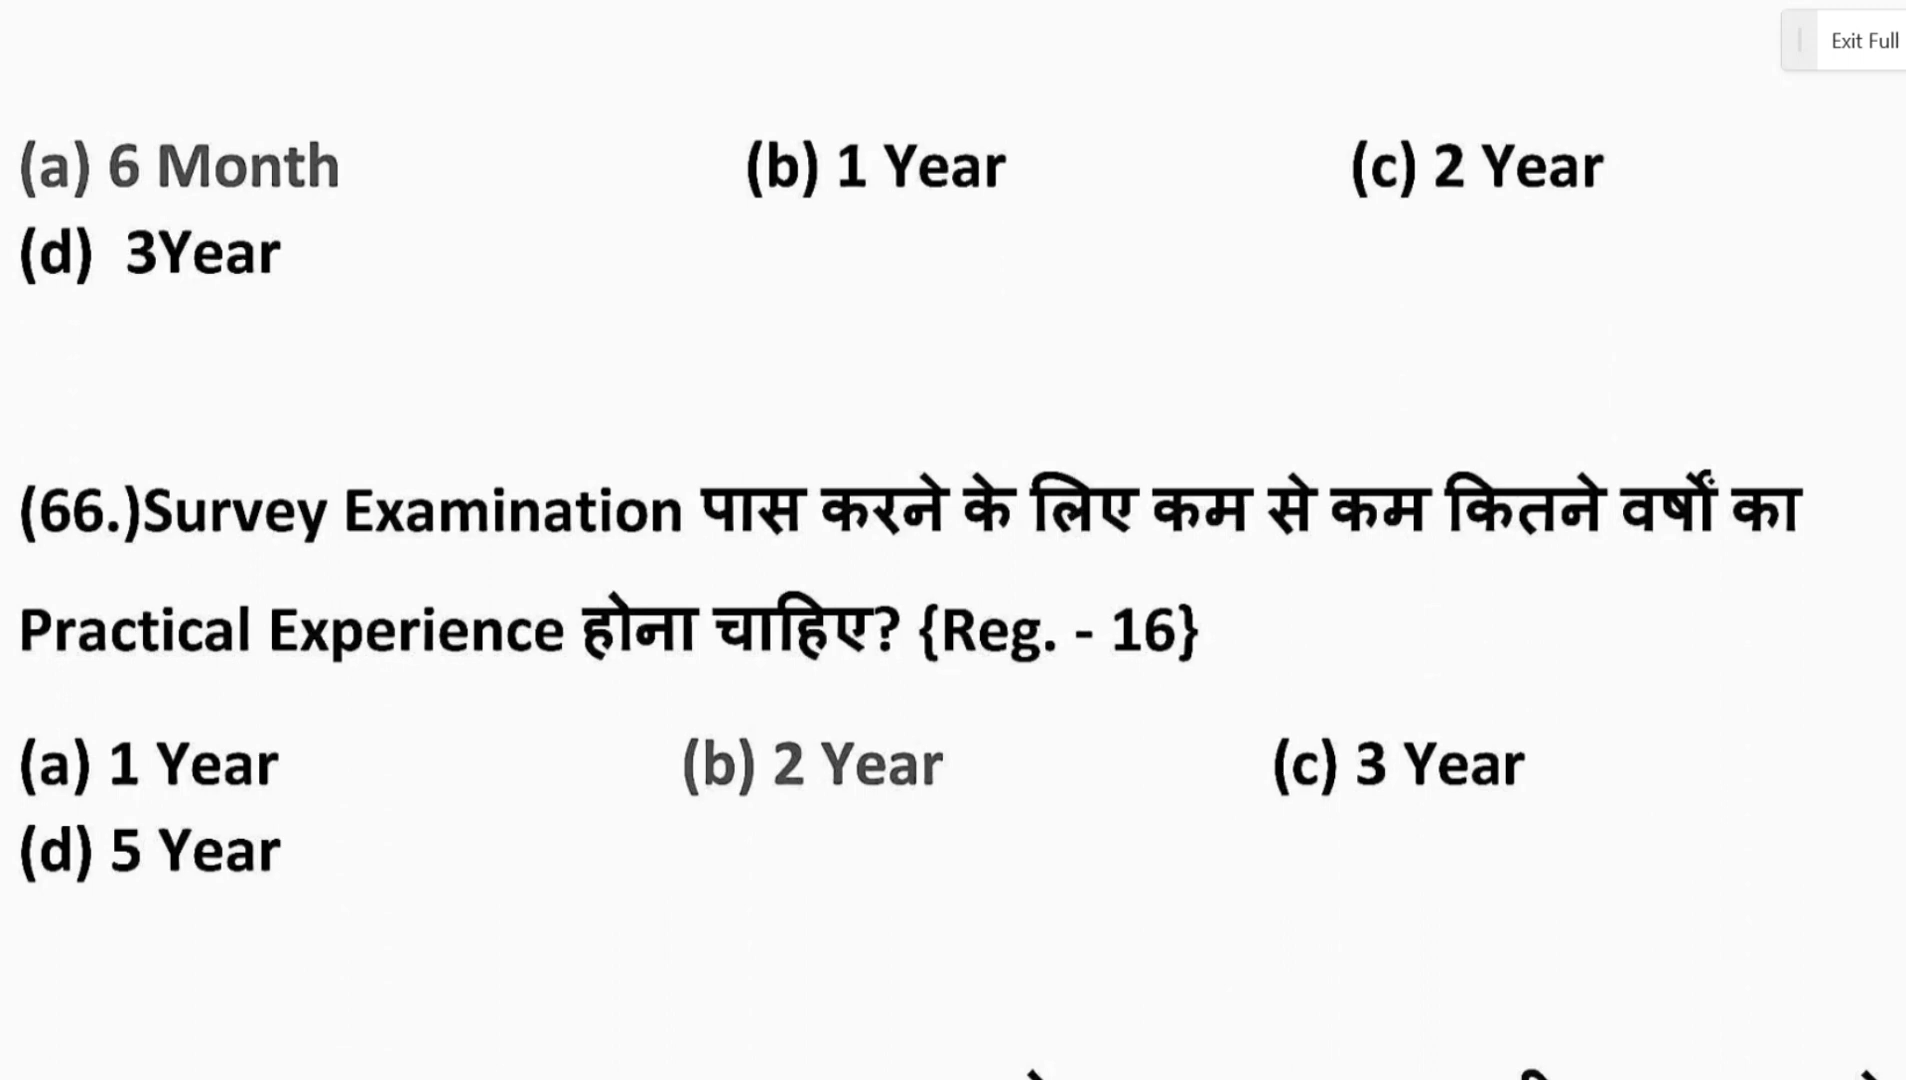 Exit Full
(a) 6 Month (b) 1 Year (c) 2 Year
(d) 3Year
(66.)Survey Examination पास करने के लिए कम से कम कितने वर्षों का
Practical Experience होना चाहिए? {Reg. - 16}
(a) 1 Year (b) 2 Year (c) 3 Year
(d) 5 Year